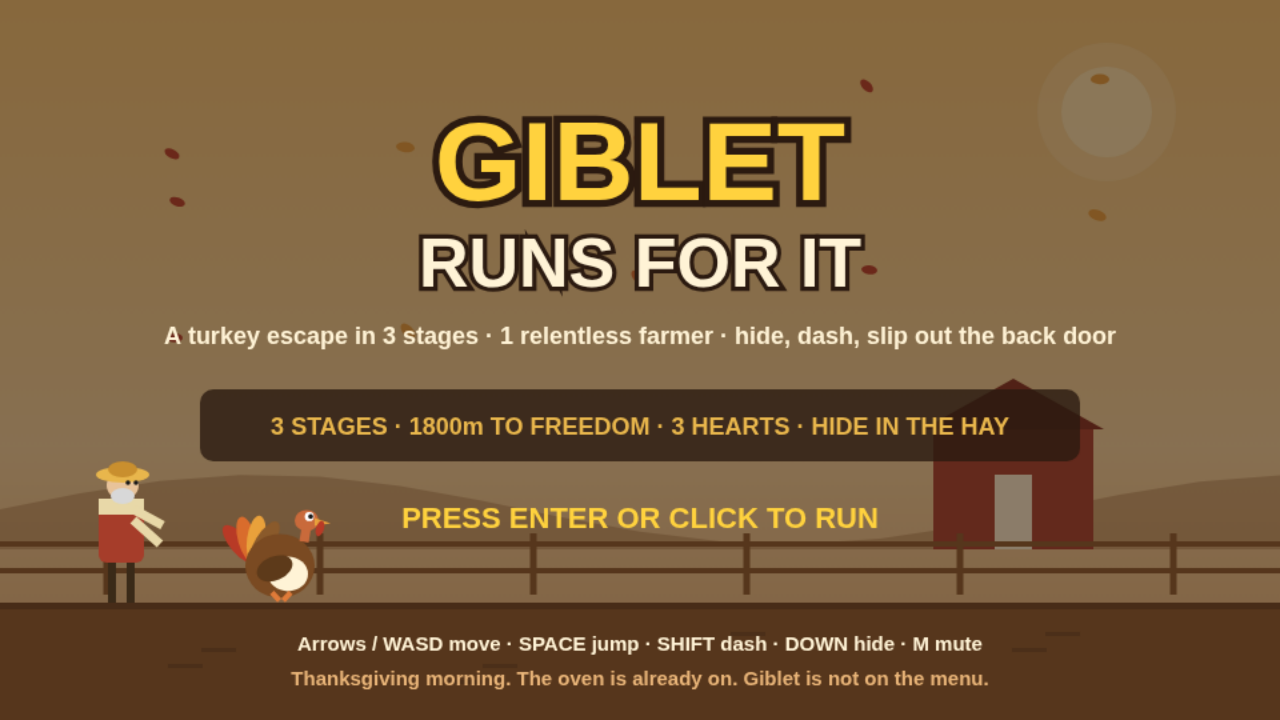 GIBLET
RUNS FOR IT
A turkey escape in 3 stages · 1 relentless farmer · hide, dash, slip out the back door
3 STAGES · 1800m TO FREEDOM · 3 HEARTS · HIDE IN THE HAY
PRESS ENTER OR CLICK TO RUN
Arrows / WASD move · SPACE jump · SHIFT dash · DOWN hide · M mute
Thanksgiving morning. The oven is already on. Giblet is not on the menu.